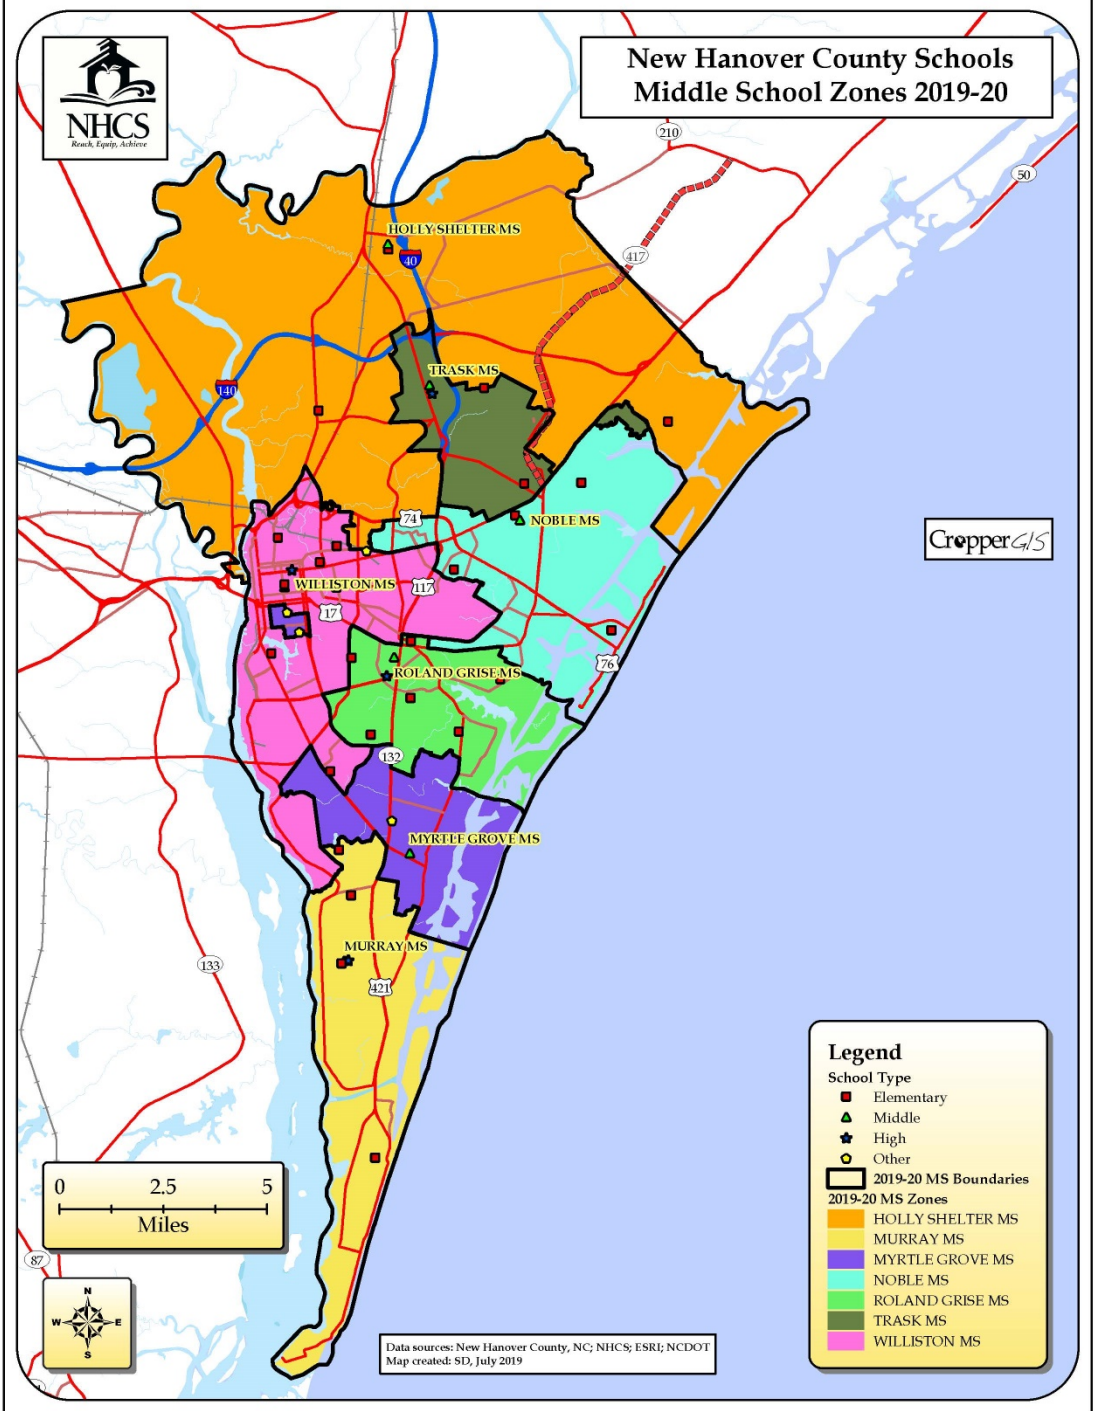 NHCS
Reach, Equip, Achieve
New Hanover County Schools
Middle School Zones 2019-20
210
50
417
HOLLY SHELTER MS
40
TRASK MS
140
74
NOBLE MS
CropperGIS
WILLISTON MS
117
17
76
ROLAND GRISE MS
132
MYRTLE GROVE MS
MURRAY MS
133
421
Legend
School Type
Elementary
Middle
High
Other
2019-20 MS Boundaries
2019-20 MS Zones
HOLLY SHELTER MS
MURRAY MS
MYRTLE GROVE MS
NOBLE MS
ROLAND GRISE MS
TRASK MS
WILLISTON MS
0 2.5 5
Miles
87
N
W E
S
Data sources: New Hanover County, NC; NHCS; ESRI; NCDOT
Map created: SD, July 2019